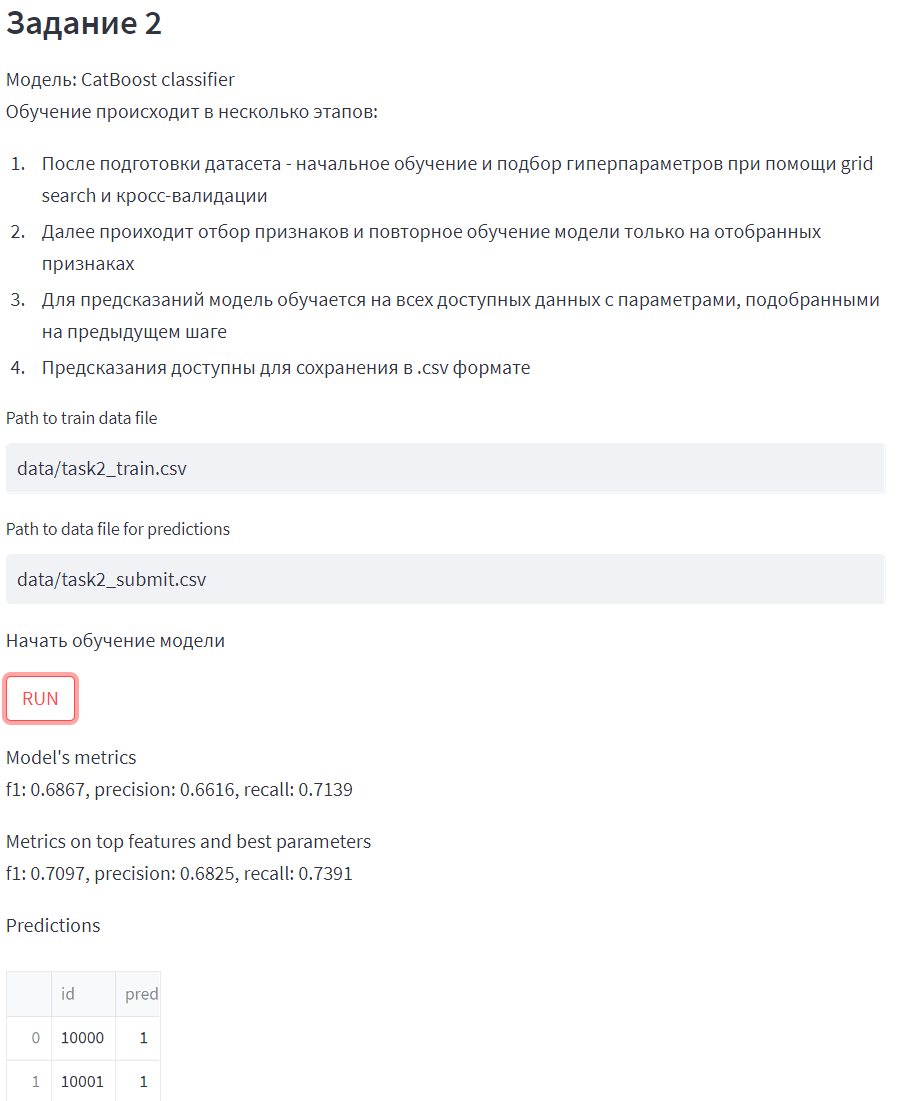 Задание 2
Модель: CatBoost classifier
Обучение происходит в несколько этапов:
1. После подготовки датасета - начальное обучение и подбор гиперпараметров при помощи grid
search и кросс-валидации
2. Далее проиходит отбор признаков и повторное обучение модели только на отобранных
признаках
3. Для предсказаний модель обучается на всех доступных данных с параметрами, подобранными
на предыдущем шаге
4. Предсказания доступны для сохранения в .csv формате
Path to train data file
data/task2_train.csv
Path to data file for predictions
data/task2_submit.csv
Начать обучение модели
RUN
Model's metrics
f1: 0.6867, precision: 0.6616, recall: 0.7139
Metrics on top features and best parameters
f1: 0.7097, precision: 0.6825, recall: 0.7391
Predictions
id pred
0 10000 1
1 10001 1